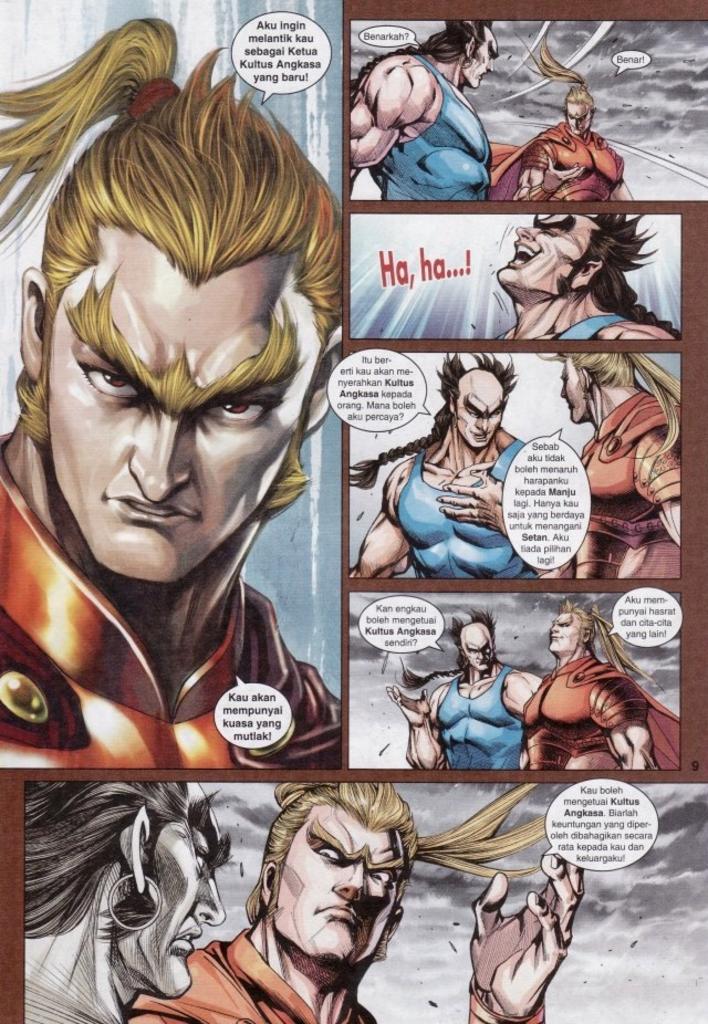 Aku ingin
melantik kau
sebagai Ketua
Kultus Angkasa
yang baru!
Kau akan
mempunyai
kuasa yang
mutlak!
Benarkah?
Benar!
Ha, ha...!
Itu ber-
erti kau akan me-
nyerahkan Kultus
Angkasa kepada
orang. Mana boleh
aku percaya?
Sebab
aku tidak
boleh menaruh
harapanku
kepada Manju
lagi. Hanya kau
saja yang berdaya
untuk menangani
Setan. Aku
tiada pilihan
lagi!
Kan engkau
boleh mengetuai
Kultus Angkasa
sendiri?
Aku mem-
punyai hasrat
dan cita-cita
yang lain!
9
Kau boleh
mengetuai Kultus
Angkasa. Biarlah
keuntungan yang diper-
oleh dibahagikan secara
rata kepada kau dan
keluargaku!